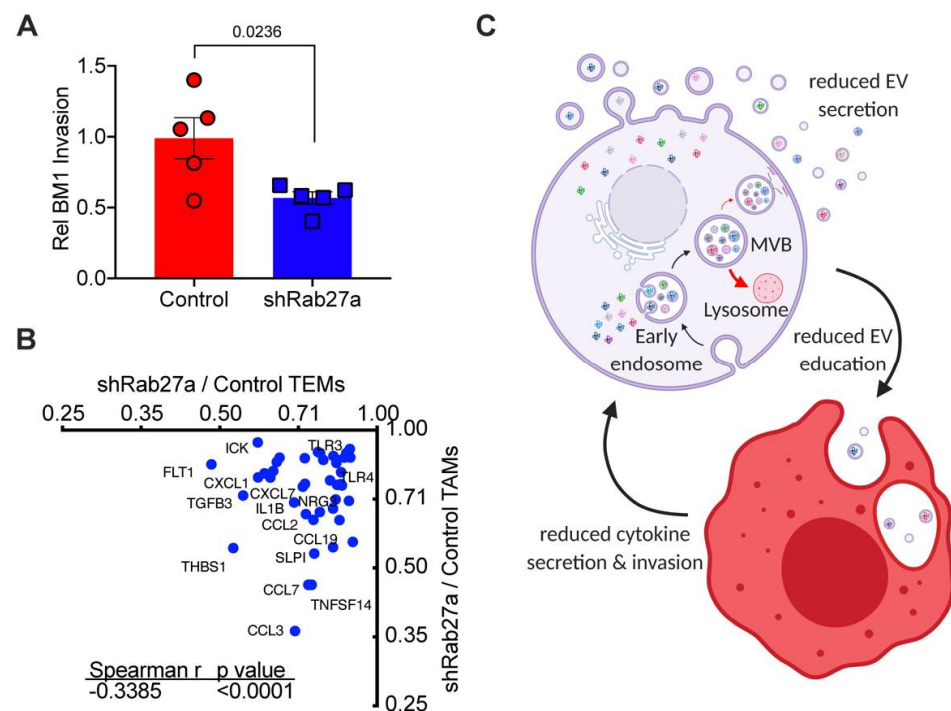 A
0.0236
1.5
1.0
0.5
0.0
Rel BM1 Invasion
Control
shRab27a
B
shRab27a / Control TEMs
0.25
0.35
0.50
0.71
1.00
1.00
0.71
0.50
0.35
0.25
shRab27a / Control TAMs
ICK
TLR3
FLT1
CXCL1
TLR4
TGFB3
CXCL7
NRG3
IL1B
CCL2
CCL19
THBS1
SLPI
CCL7
TNFSF14
CCL3
Spearman r p value
-0.3385 <0.0001
C
reduced EV
secretion
MVB
Lysosome
Early
endosome
reduced EV
education
reduced cytokine
secretion & invasion